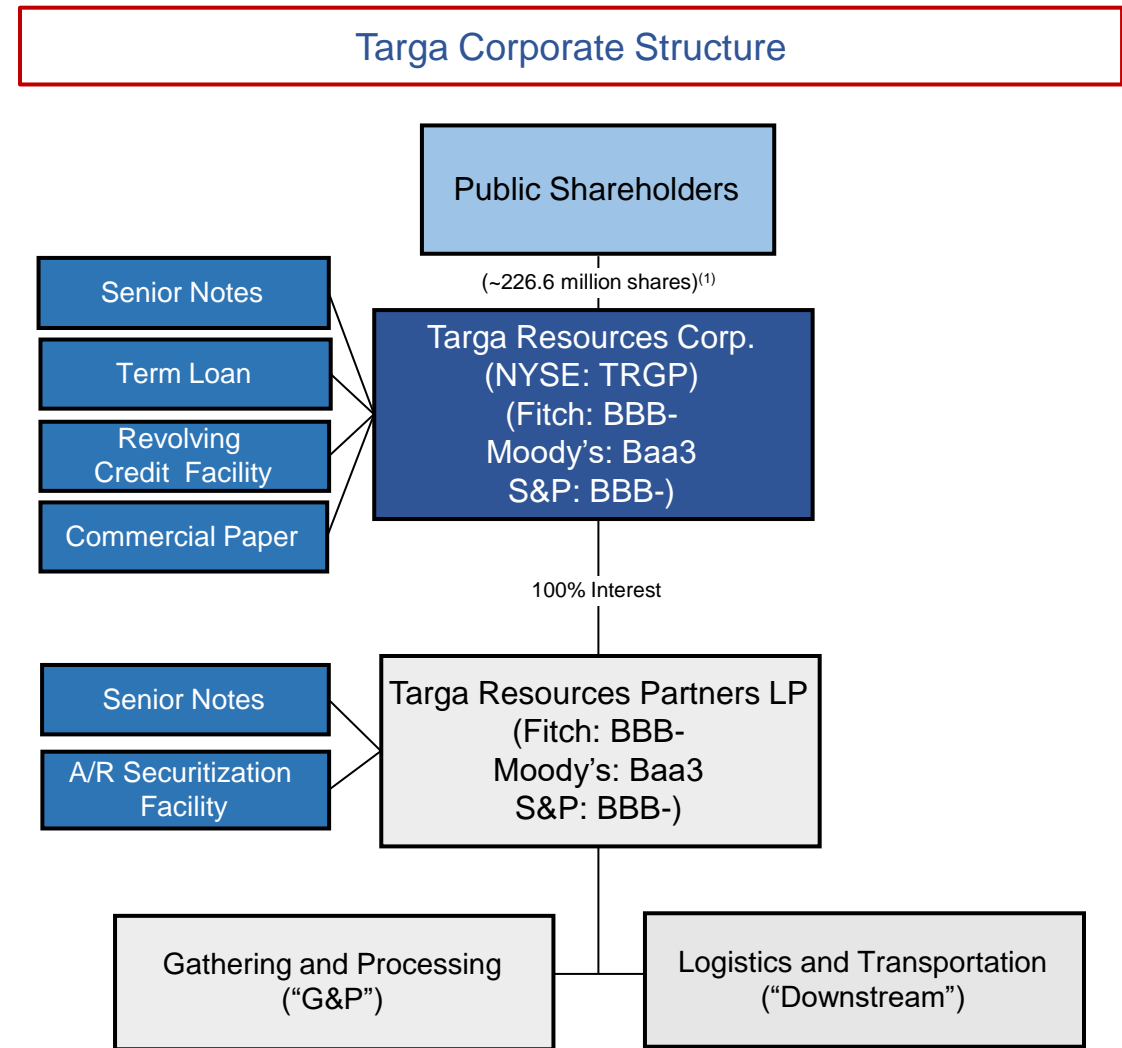 Targa Corporate Structure
Public Shareholders
(~226.6 million shares)(1)
Senior Notes
Term Loan
Revolving
Credit Facility
Commercial Paper
Targa Resources Corp.
(NYSE: TRGP)
(Fitch: BBB-
Moody’s: Baa3
S&P: BBB-)
100% Interest
Senior Notes
A/R Securitization
Facility
Targa Resources Partners LP
(Fitch: BBB-
Moody’s: Baa3
S&P: BBB-)
Gathering and Processing
(“G&P”)
Logistics and Transportation
(“Downstream”)